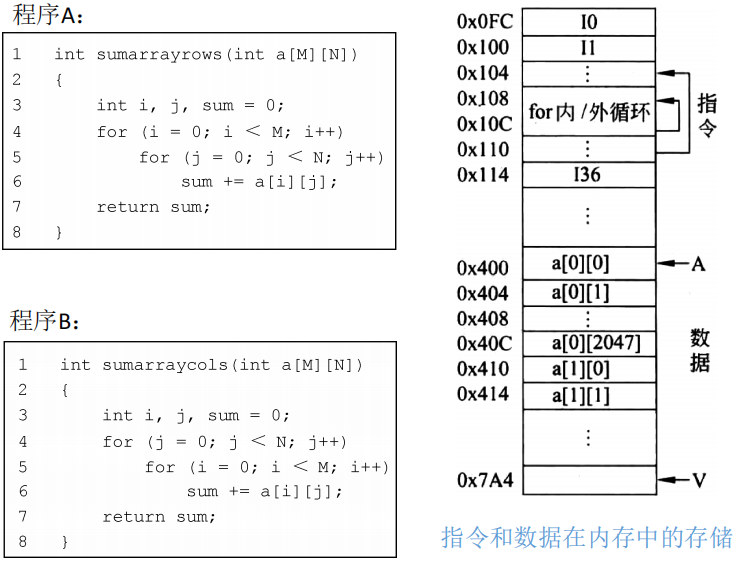 程序A:
1 int sumarrayrows(int a[M][N])
2 {
3 int i, j, sum = 0;
4 for (i = 0; i < M; i++)
5 for (j = 0; j < N; j++)
6 sum += a[i][j];
7 return sum;
8 }
程序B:
1 int sumarraycols(int a[M][N])
2 {
3 int i, j, sum = 0;
4 for (j = 0; j < N; j++)
5 for (i = 0; i < M; i++)
6 sum += a[i][j];
7 return sum;
8 }
0x0FC I0
0x100 I1
0x104 ⋮
0x108
for内/外循环
0x10C
0x110 ⋮
0x114 I36
⋮
指令
0x400 a[0][0] A
0x404 a[0][1]
0x408 ⋮
0x40C a[0][2047]
0x410 a[1][0]
0x414 a[1][1]
⋮
数据
0x7A4 V
指令和数据在内存中的存储